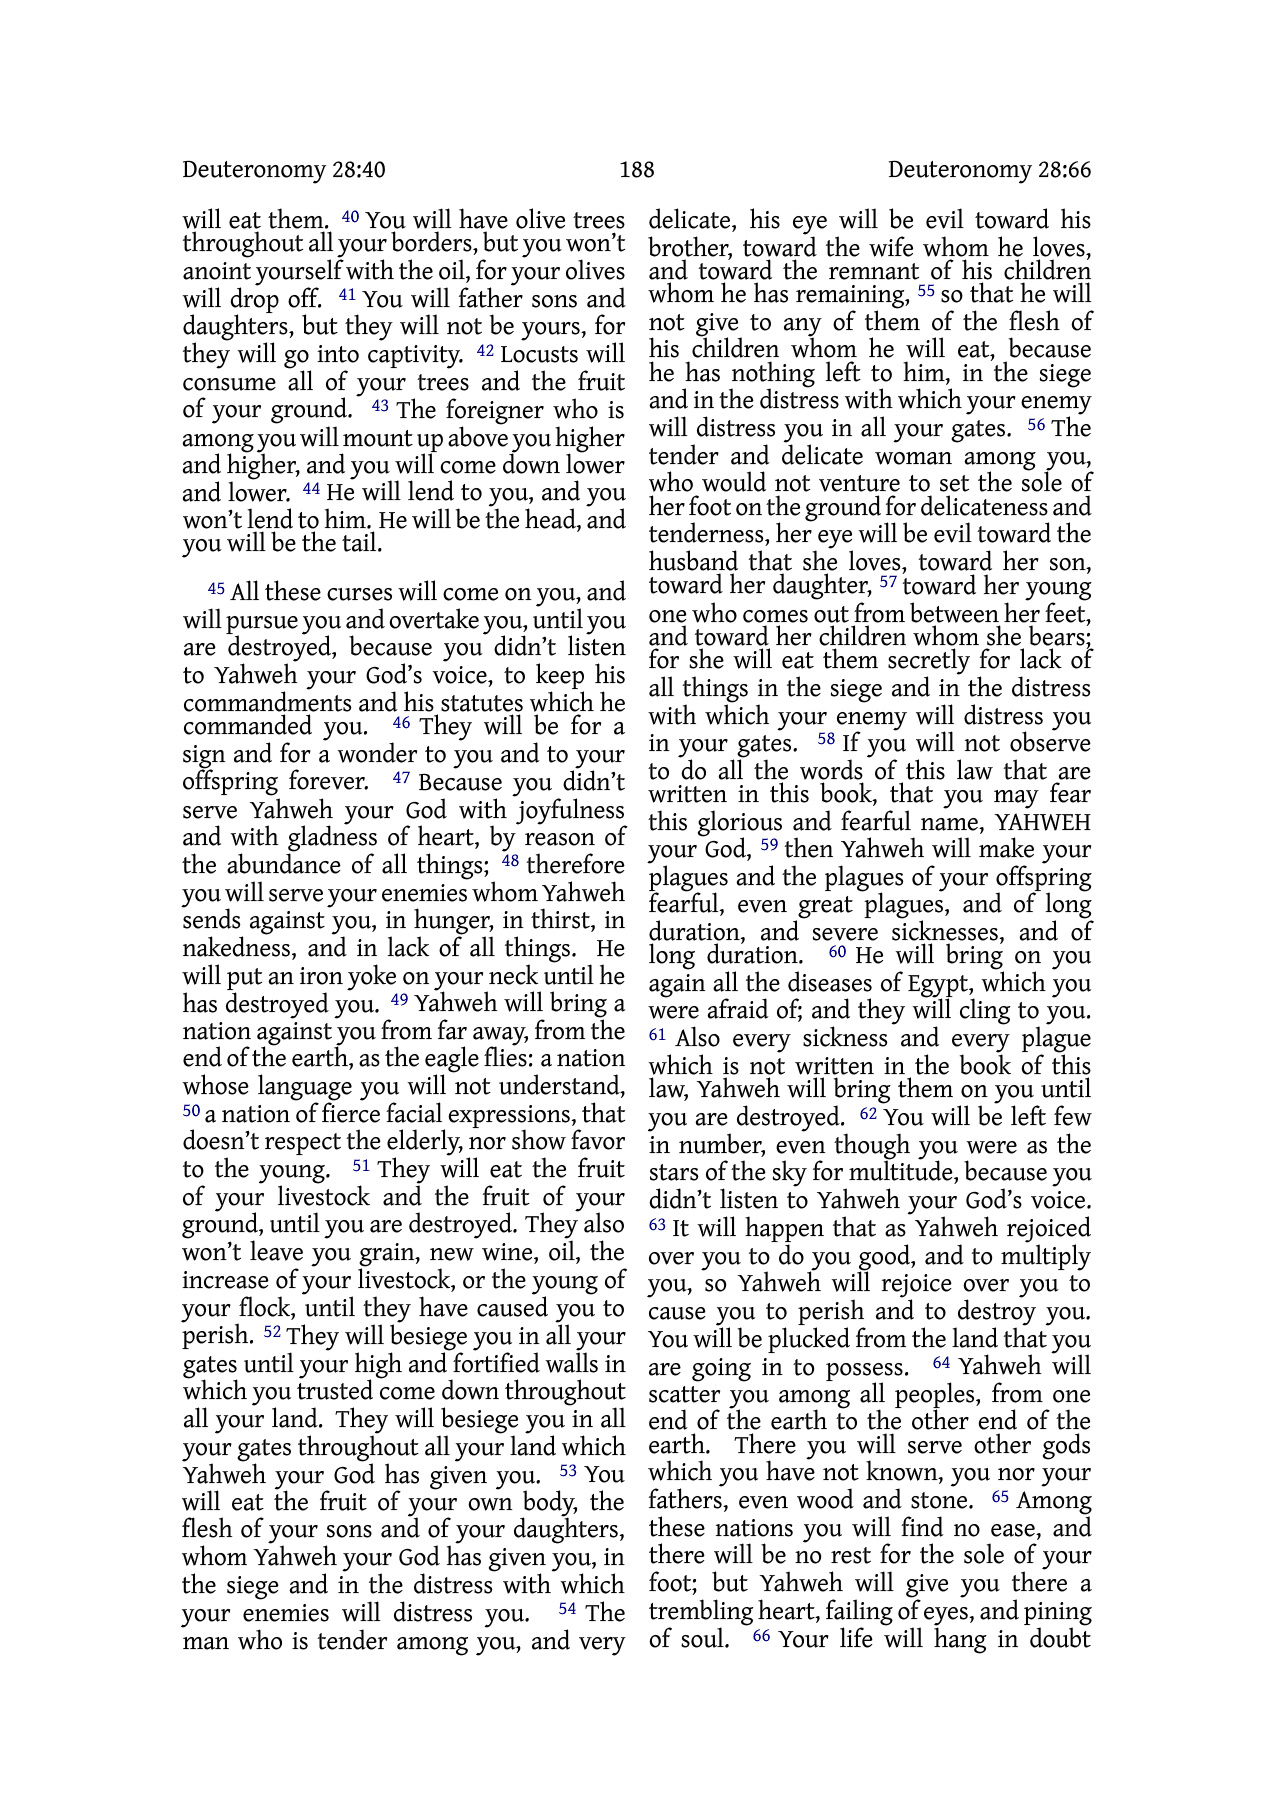 Deuteronomy 28:40 188 Deuteronomy 28:66
will eat them. 40 You will have olive trees
throughout all your borders, but you won’t
anoint yourself with the oil, for your olives
will drop off. 41 You will father sons and
daughters, but they will not be yours, for
they will go into captivity. 42 Locusts will
consume all of your trees and the fruit
of your ground. 43 The foreigner who is
among you will mount up above you higher
and higher, and you will come down lower
and lower. 44 He will lend to you, and you
won’t lend to him. He will be the head, and
you will be the tail.
45 All these curses will come on you, and
will pursue you and overtake you, until you
are destroyed, because you didn’t listen
to Yahweh your God’s voice, to keep his
commandments and his statutes which he
commanded you. 46 They will be for a
sign and for a wonder to you and to your
offspring forever. 47 Because you didn’t
serve Yahweh your God with joyfulness
and with gladness of heart, by reason of
the abundance of all things; 48 therefore
you will serve your enemies whom Yahweh
sends against you, in hunger, in thirst, in
nakedness, and in lack of all things. He
will put an iron yoke on your neck until he
has destroyed you. 49 Yahweh will bring a
nation against you from far away, from the
end of the earth, as the eagle flies: a nation
whose language you will not understand,
50 a nation of fierce facial expressions, that
doesn’t respect the elderly, nor show favor
to the young. 51 They will eat the fruit
of your livestock and the fruit of your
ground, until you are destroyed. They also
won’t leave you grain, new wine, oil, the
increase of your livestock, or the young of
your flock, until they have caused you to
perish. 52 They will besiege you in all your
gates until your high and fortified walls in
which you trusted come down throughout
all your land. They will besiege you in all
your gates throughout all your land which
Yahweh your God has given you. 53 You
will eat the fruit of your own body, the
flesh of your sons and of your daughters,
whom Yahweh your God has given you, in
the siege and in the distress with which
your enemies will distress you. 54 The
man who is tender among you, and very
delicate, his eye will be evil toward his
brother, toward the wife whom he loves,
and toward the remnant of his children
whom he has remaining, 55 so that he will
not give to any of them of the flesh of
his children whom he will eat, because
he has nothing left to him, in the siege
and in the distress with which your enemy
will distress you in all your gates. 56 The
tender and delicate woman among you,
who would not venture to set the sole of
her foot on the ground for delicateness and
tenderness, her eye will be evil toward the
husband that she loves, toward her son,
toward her daughter, 57 toward her young
one who comes out from between her feet,
and toward her children whom she bears;
for she will eat them secretly for lack of
all things in the siege and in the distress
with which your enemy will distress you
in your gates. 58 If you will not observe
to do all the words of this law that are
written in this book, that you may fear
this glorious and fearful name, YAHWEH
your God, 59 then Yahweh will make your
plagues and the plagues of your offspring
fearful, even great plagues, and of long
duration, and severe sicknesses, and of
long duration. 60 He will bring on you
again all the diseases of Egypt, which you
were afraid of; and they will cling to you.
61 Also every sickness and every plague
which is not written in the book of this
law, Yahweh will bring them on you until
you are destroyed. 62 You will be left few
in number, even though you were as the
stars of the sky for multitude, because you
didn’t listen to Yahweh your God’s voice.
63 It will happen that as Yahweh rejoiced
over you to do you good, and to multiply
you, so Yahweh will rejoice over you to
cause you to perish and to destroy you.
You will be plucked from the land that you
are going in to possess. 64 Yahweh will
scatter you among all peoples, from one
end of the earth to the other end of the
earth. There you will serve other gods
which you have not known, you nor your
fathers, even wood and stone. 65 Among
these nations you will find no ease, and
there will be no rest for the sole of your
foot; but Yahweh will give you there a
trembling heart, failing of eyes, and pining
of soul. 66 Your life will hang in doubt